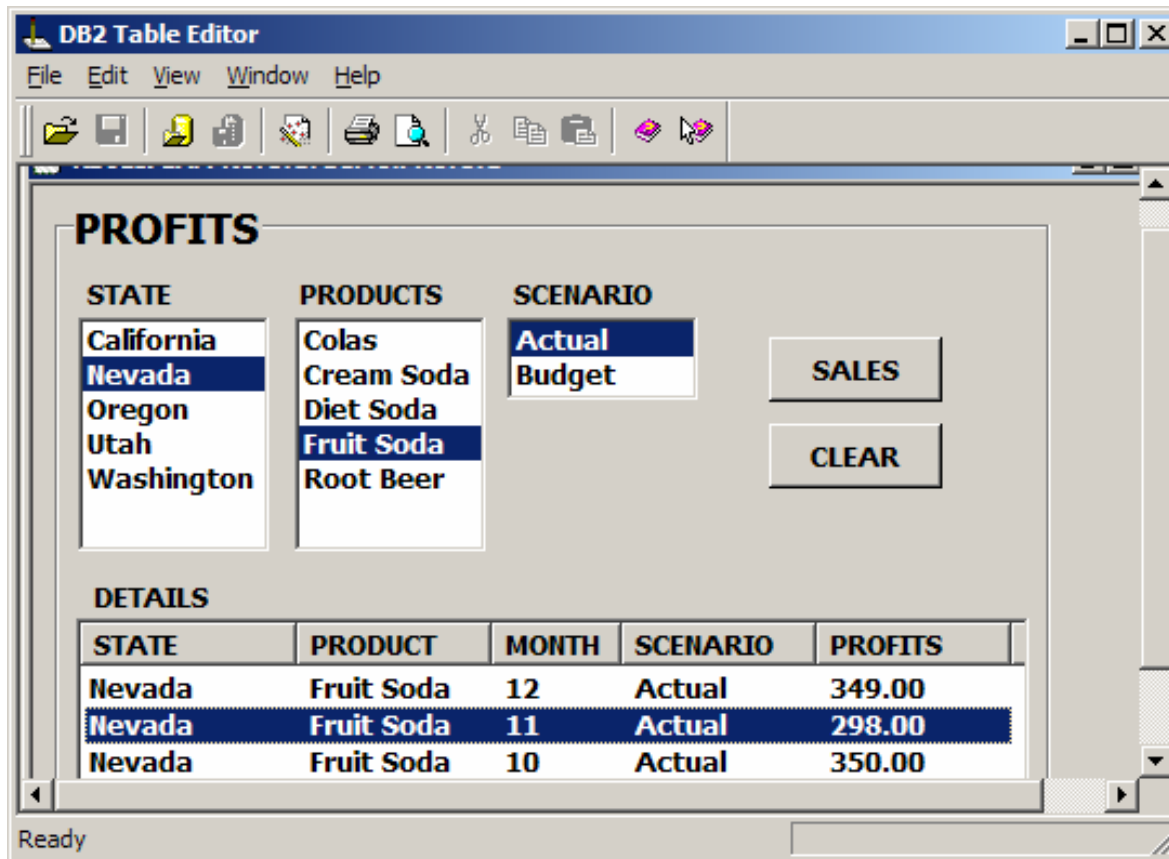 DB2 Table Editor
File Edit View Window Help
PROFITS
STATE PRODUCTS SCENARIO
California Colas Actual
Nevada Cream Soda Budget
Oregon Diet Soda
Utah Fruit Soda
Washington Root Beer
SALES
CLEAR
DETAILS
STATE PRODUCT MONTH SCENARIO PROFITS
Nevada Fruit Soda 12 Actual 349.00
Nevada Fruit Soda 11 Actual 298.00
Nevada Fruit Soda 10 Actual 350.00
Ready